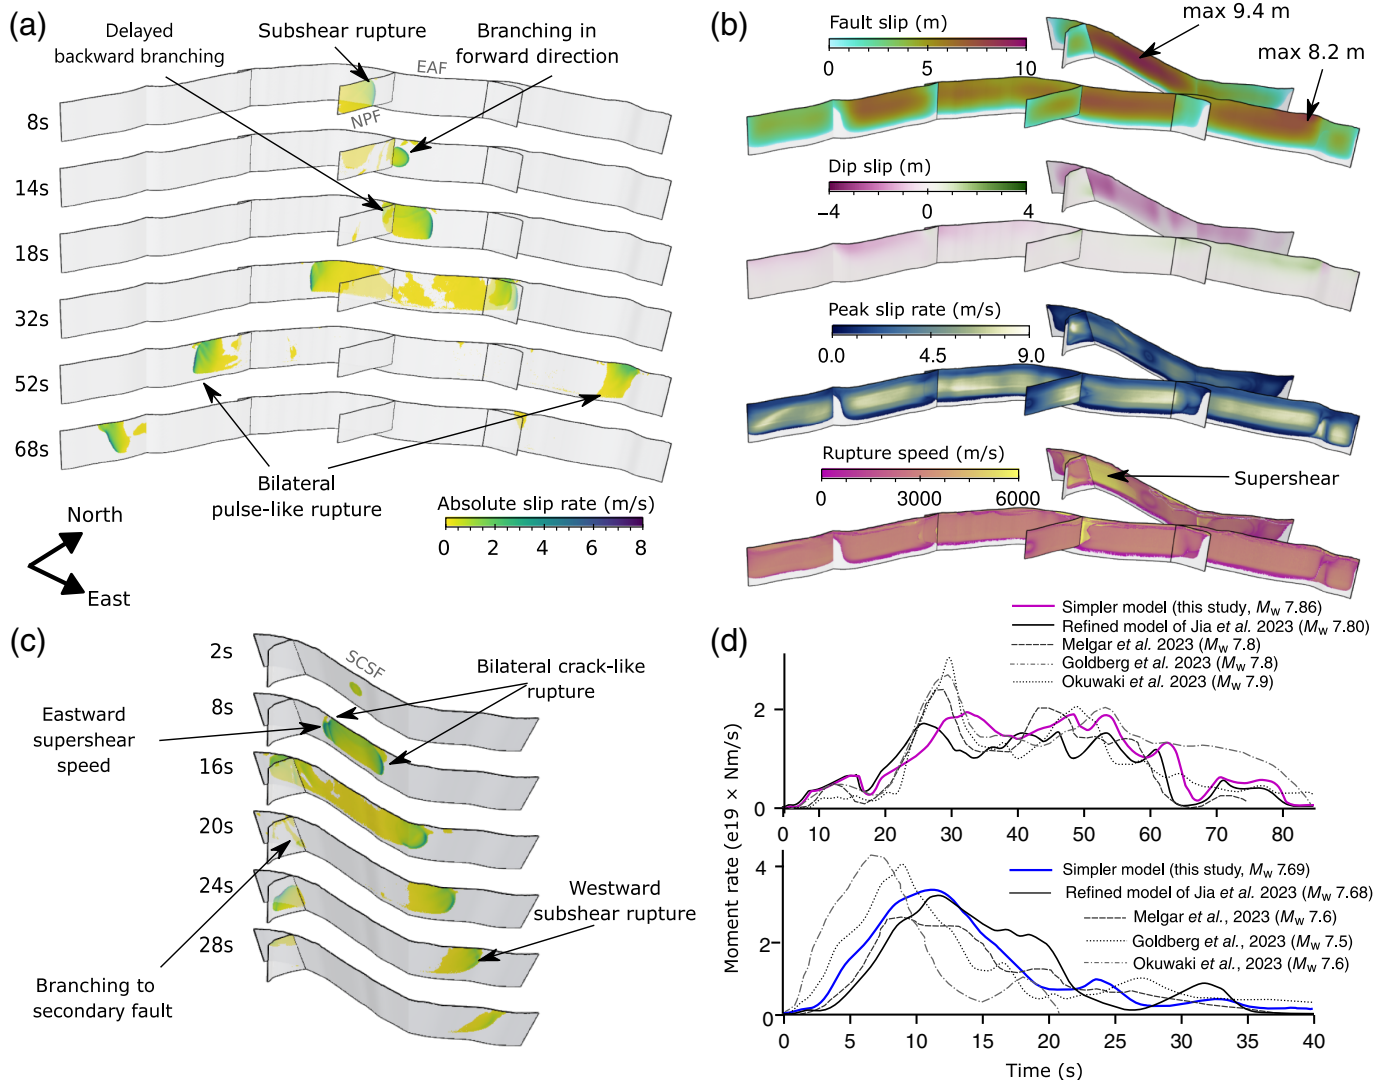 (a)
Delayed
backward branching
Subshear rupture
Branching in
forward direction
EAF
NPF
8s
14s
18s
32s
52s
68s
Bilateral
pulse-like rupture
Absolute slip rate (m/s)
0 2 4 6 8
North
East
(b)
Fault slip (m)
0 5 10
max 9.4 m
max 8.2 m
Dip slip (m)
−4 0 4
Peak slip rate (m/s)
0.0 4.5 9.0
Rupture speed (m/s)
0 3000 6000
Supershear
(c)
2s
8s
16s
20s
24s
28s
SCSF
Bilateral crack-like
rupture
Eastward
supershear
speed
Westward
subshear rupture
Branching to
secondary fault
(d)
Simpler model (this study, Mw 7.86)
Refined model of Jia et al. 2023 (Mw 7.80)
Melgar et al. 2023 (Mw 7.8)
Goldberg et al. 2023 (Mw 7.8)
Okuwaki et al. 2023 (Mw 7.9)
2
0
5 10 20 30 40 50 60 70 80
Moment rate (e19 × Nm/s)
Simpler model (this study, Mw 7.69)
Refined model of Jia et al. 2023 (Mw 7.68)
Melgar et al., 2023 (Mw 7.6)
Goldberg et al., 2023 (Mw 7.5)
Okuwaki et al., 2023 (Mw 7.6)
4
2
0
0 5 10 15 20 25 30 35 40
Time (s)